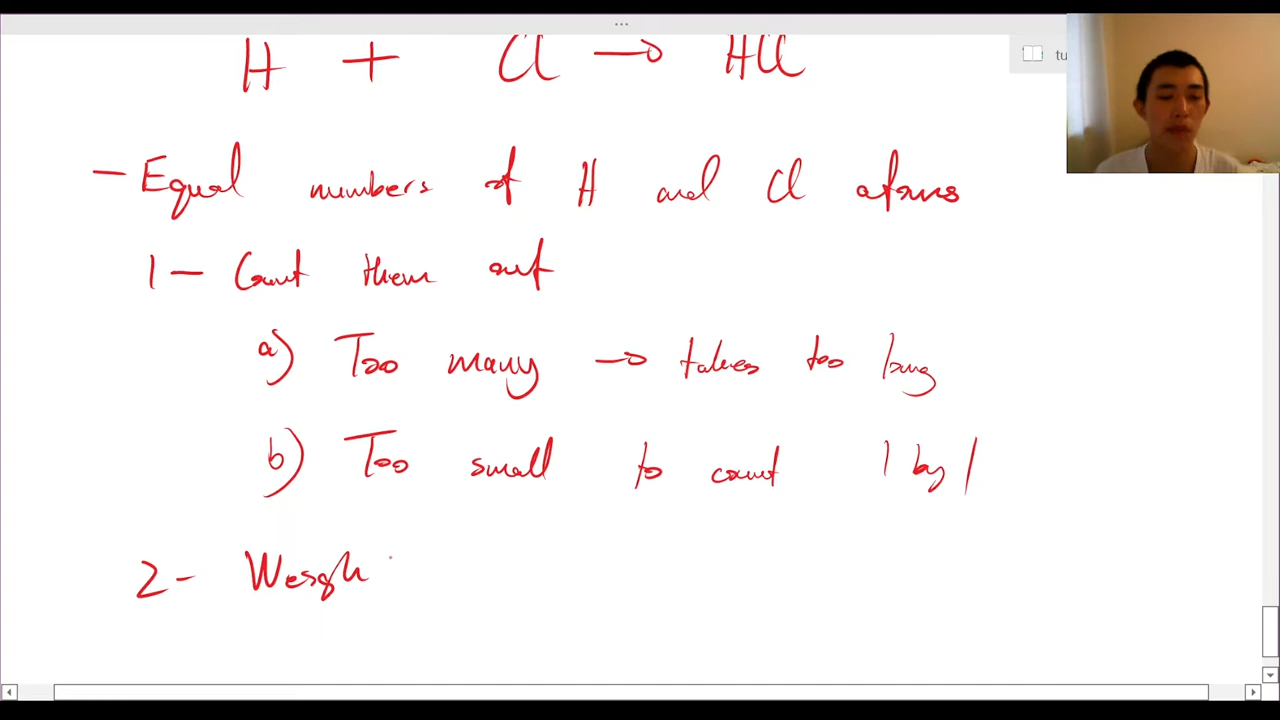 H + Cl → HCl
tu
- Equal numbers of H and Cl atoms
1 - Count them out
a) Too many → takes too long
b) Too small to count 1 by 1
2 - Weigh